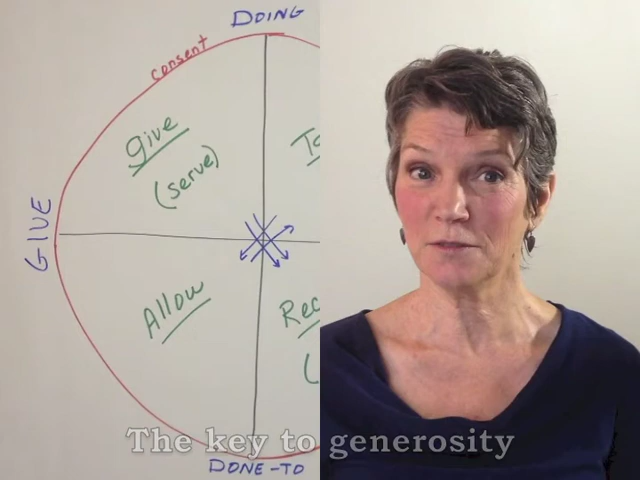 DOING
consent
give
(serve)
GIVE
Allow
The key to generosity
DONE-TO